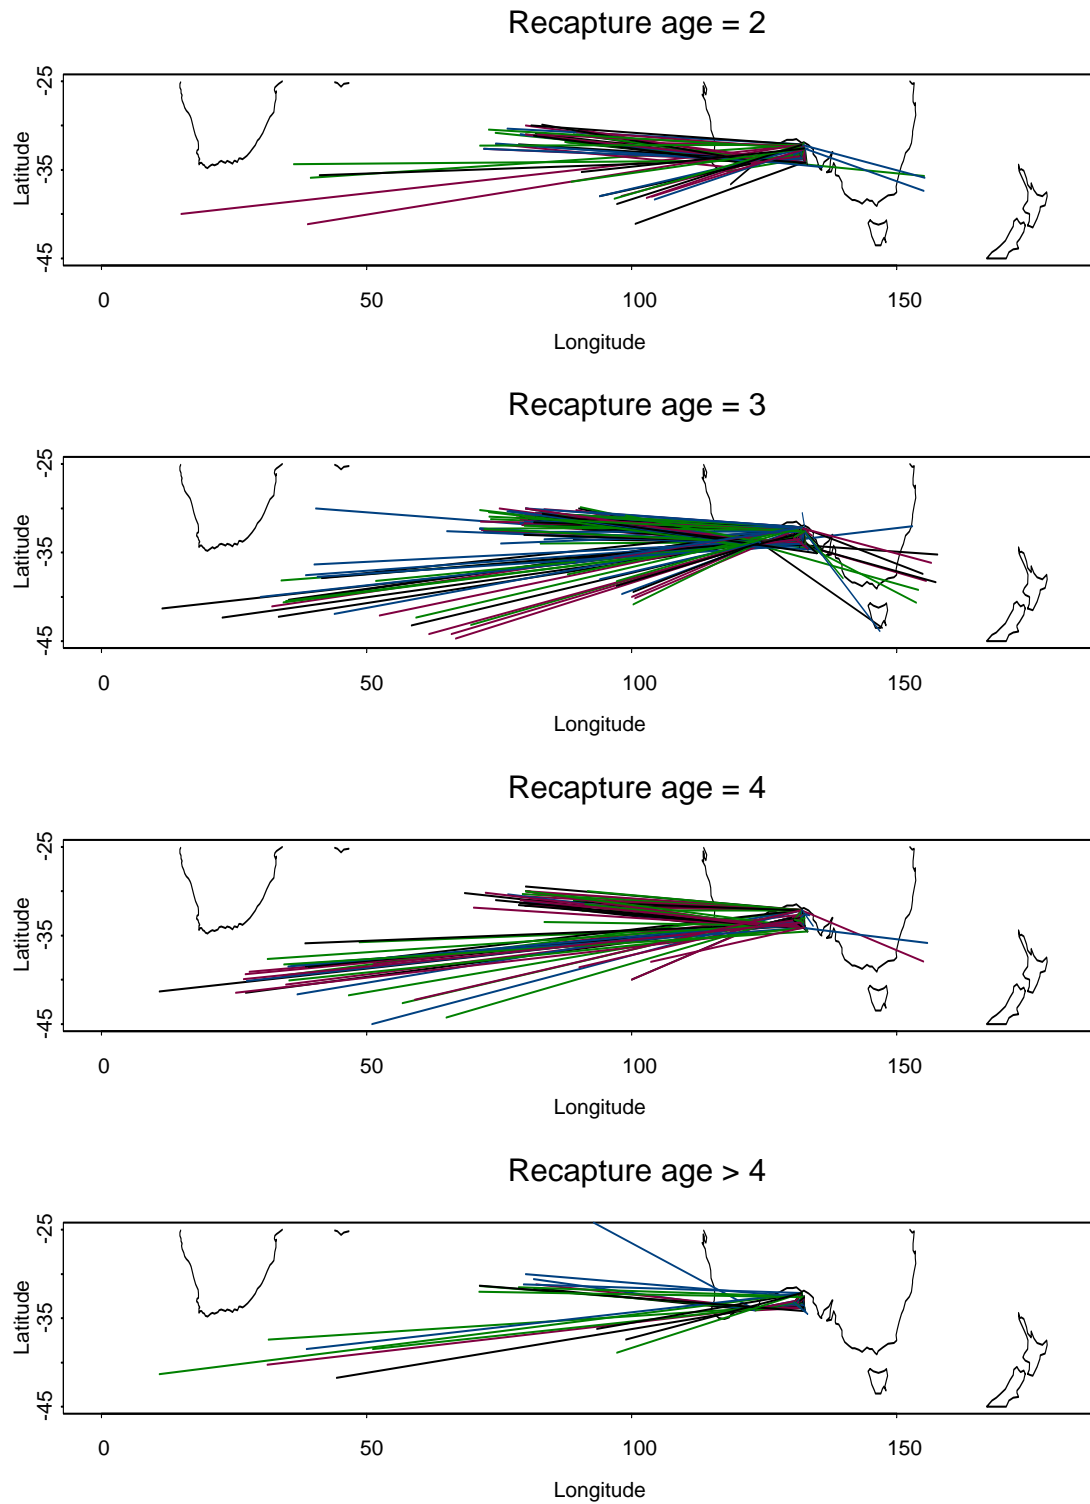 Recapture age = 2
-25
-35
-45
Latitude
0 50 100 150
Longitude
Recapture age = 3
-25
-35
-45
Latitude
0 50 100 150
Longitude
Recapture age = 4
-25
-35
-45
Latitude
0 50 100 150
Longitude
Recapture age > 4
-25
-35
-45
Latitude
0 50 100 150
Longitude